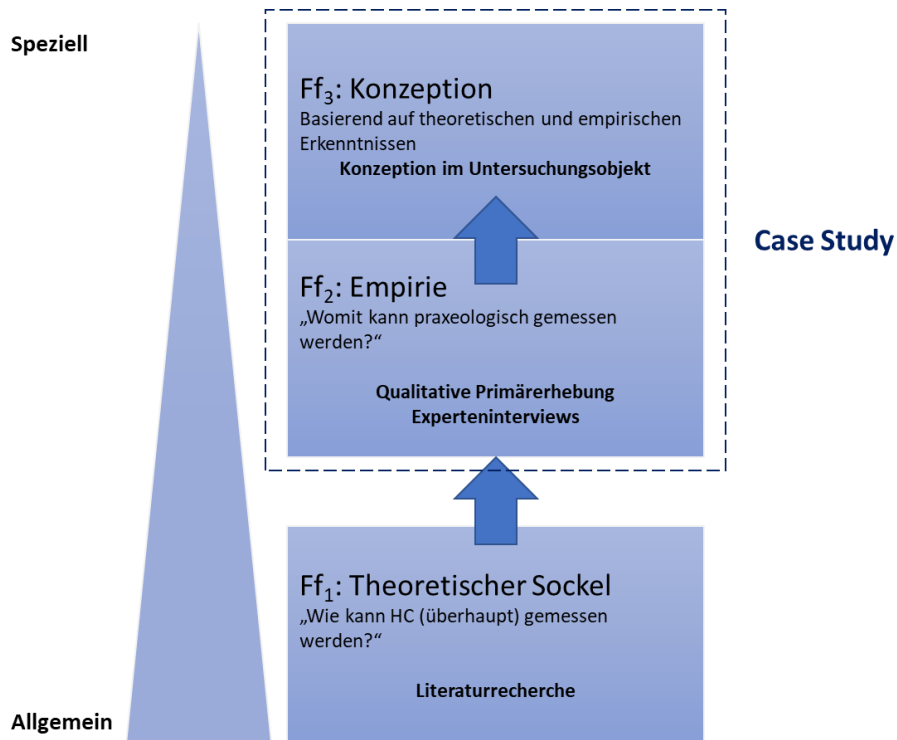 Speziell
Ff₃: Konzeption
Basierend auf theoretischen und empirischen
Erkenntnissen
Konzeption im Untersuchungsobjekt
Case Study
Ff₂: Empirie
„Womit kann praxeologisch gemessen
werden?“
Qualitative Primärerhebung
Experteninterviews
Ff₁: Theoretischer Sockel
„Wie kann HC (überhaupt) gemessen
werden?“
Literaturrecherche
Allgemein